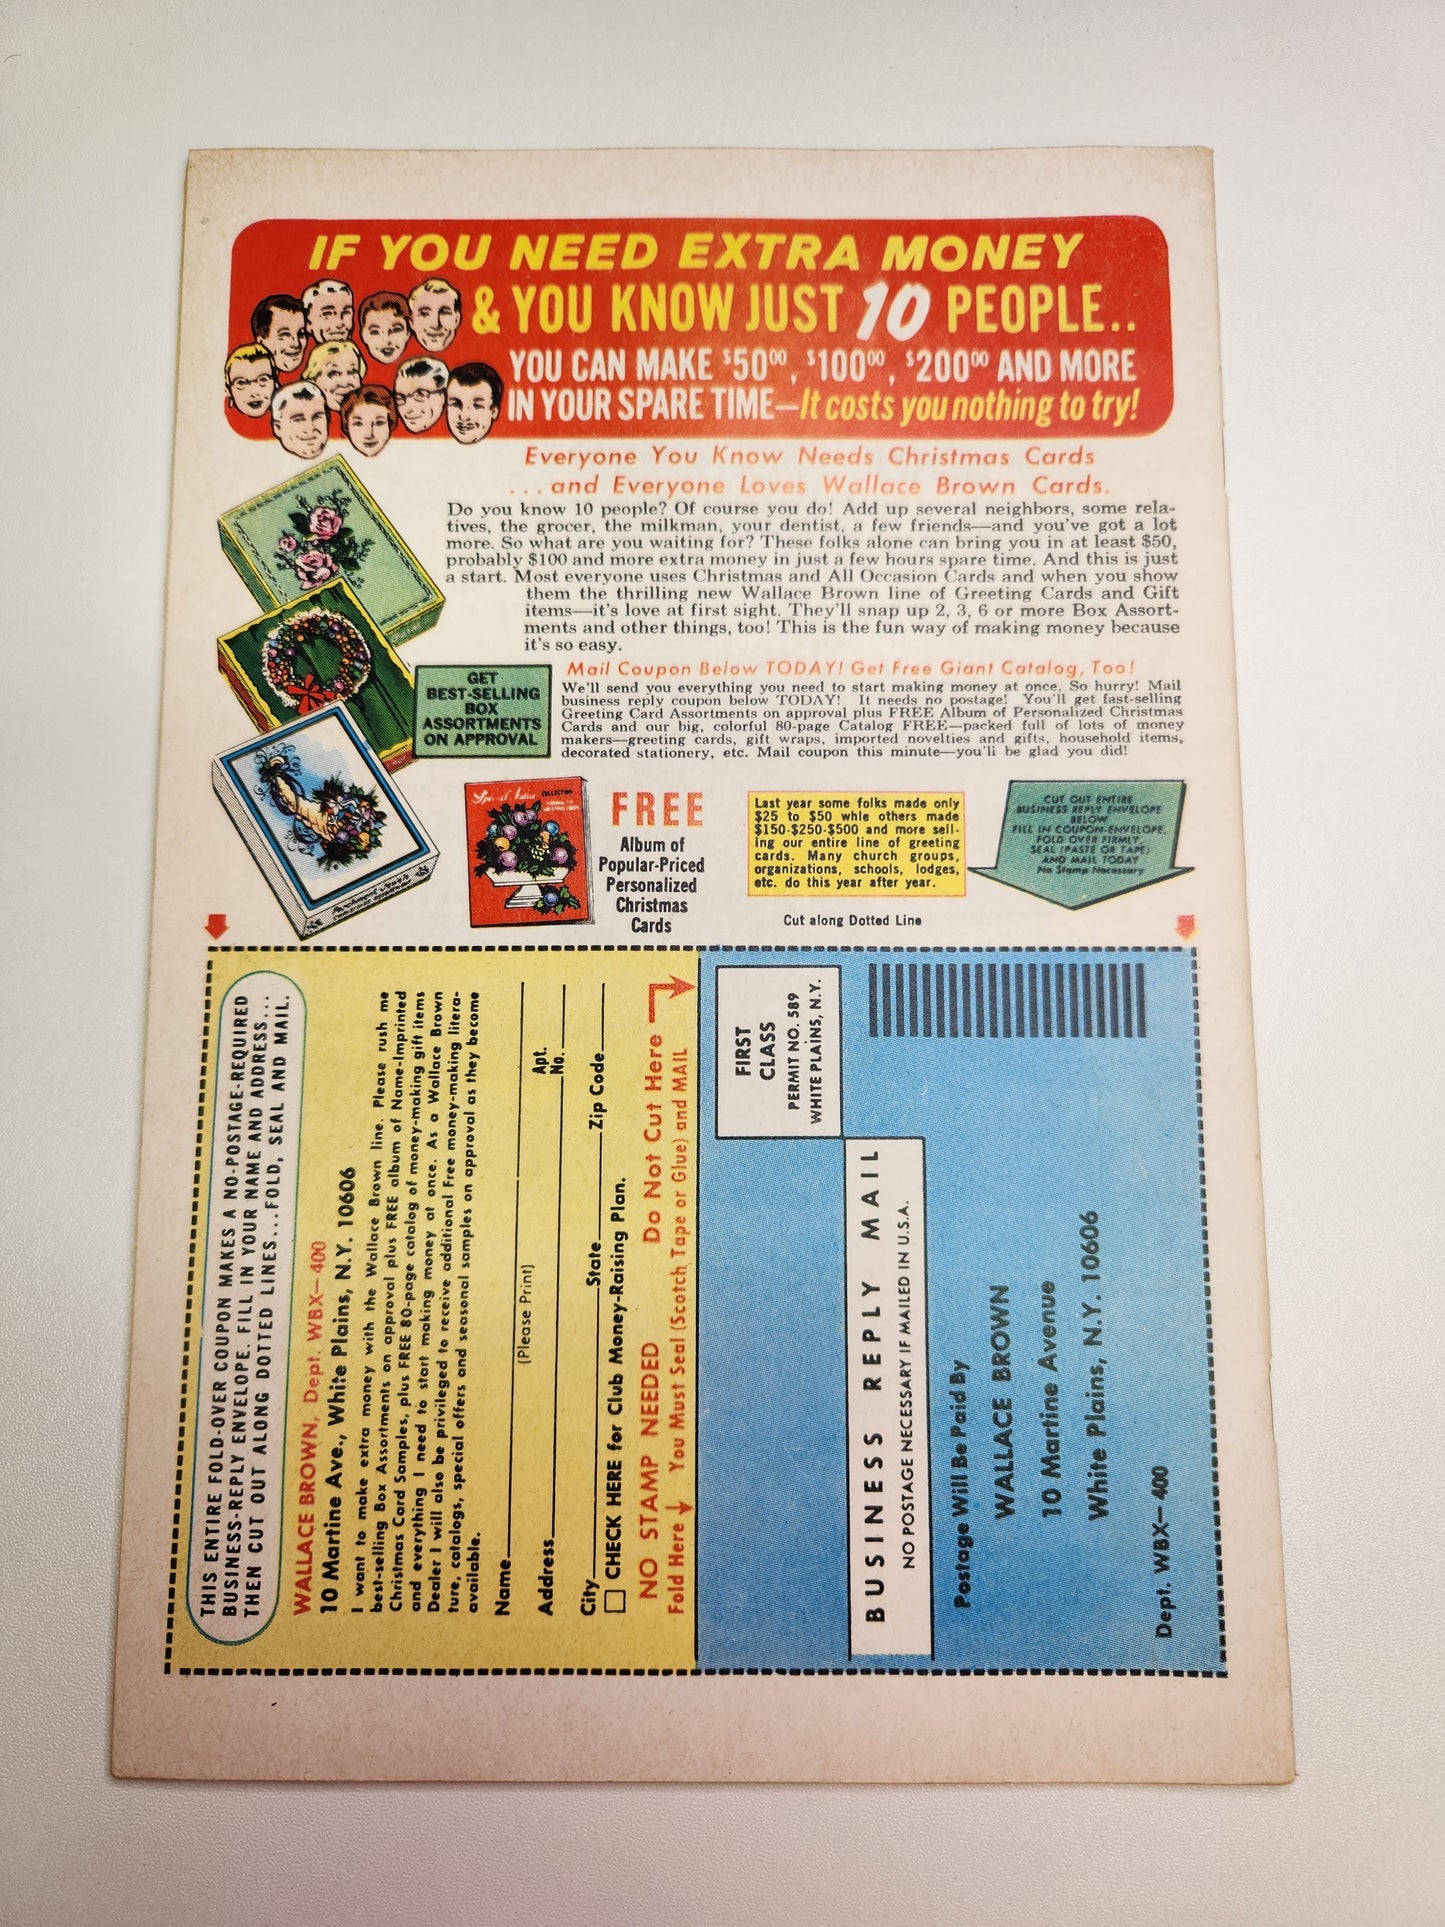 IF YOU NEED EXTRA MONEY
& YOU KNOW JUST 10 PEOPLE..
YOU CAN MAKE $50⁰⁰, $100⁰⁰, $200⁰⁰ AND MORE
IN YOUR SPARE TIME—It costs you nothing to try!
Everyone You Know Needs Christmas Cards
...and Everyone Loves Wallace Brown Cards.
Do you know 10 people? Of course you do! Add up several neighbors, some rela-
tives, the grocer, the milkman, your dentist, a few friends—and you've got a lot
more. So what are you waiting for? These folks alone can bring you in at least $50,
probably $100 and more extra money in just a few hours spare time. And this is just
a start. Most everyone uses Christmas and All Occasion Cards and when you show
them the thrilling new Wallace Brown line of Greeting Cards and Gift
items—it's love at first sight. They'll snap up 2, 3, 6 or more Box Assort-
ments and other things, too! This is the fun way of making money because
it's so easy.
GET
BEST-SELLING
BOX
ASSORTMENTS
ON APPROVAL
Mail Coupon Below TODAY! Get Free Giant Catalog, Too!
We'll send you everything you need to start making money at once. So hurry! Mail
business reply coupon below TODAY! It needs no postage! You'll get fast-selling
Greeting Card Assortments on approval plus FREE Album of Personalized Christmas
Cards and our big, colorful 80-page Catalog FREE—packed full of lots of money
makers—greeting cards, gift wraps, imported novelties and gifts, household items,
decorated stationery, etc. Mail coupon this minute—you'll be glad you did!
COLLECTION
FREE
Album of
Popular-Priced
Personalized
Christmas
Cards
Last year some folks made only
$25 to $50 while others made
$150-$250-$500 and more sell-
ing our entire line of greeting
cards. Many church groups,
organizations, schools, lodges,
etc. do this year after year.
CUT OUT ENTIRE
BUSINESS REPLY ENVELOPE
BELOW
FILL IN COUPON-ENVELOPE,
FOLD OVER FIRMLY,
SEAL (PASTE OR TAPE)
AND MAIL TODAY
No Stamp Necessary
Cut along Dotted Line
THIS ENTIRE FOLD-OVER COUPON MAKES A NO-POSTAGE-REQUIRED
BUSINESS-REPLY ENVELOPE. FILL IN YOUR NAME AND ADDRESS...
THEN CUT OUT ALONG DOTTED LINES...FOLD, SEAL AND MAIL.
WALLACE BROWN, Dept. WBX—400
10 Martine Ave., White Plains, N.Y. 10606
I want to make extra money with the Wallace Brown line. Please rush me
best-selling Box Assortments on approval plus FREE album of Name-Imprinted
Christmas Card Samples, plus FREE 80-page catalog of money-making gift items
and everything I need to start making money at once. As a Wallace Brown
Dealer I will also be privileged to receive additional Free money-making litera-
ture, catalogs, special offers and seasonal samples on approval as they become
available.
Name
(Please Print)
Address Apt. No.
City State Zip Code
CHECK HERE for Club Money-Raising Plan.
NO STAMP NEEDED Do Not Cut Here
Fold Here You Must Seal (Scotch Tape or Glue) and MAIL
FIRST
CLASS
PERMIT NO. 589
WHITE PLAINS, N.Y.
BUSINESS REPLY MAIL
NO POSTAGE NECESSARY IF MAILED IN U.S.A.
Postage Will Be Paid By
WALLACE BROWN
10 Martine Avenue
White Plains, N.Y. 10606
Dept. WBX—400